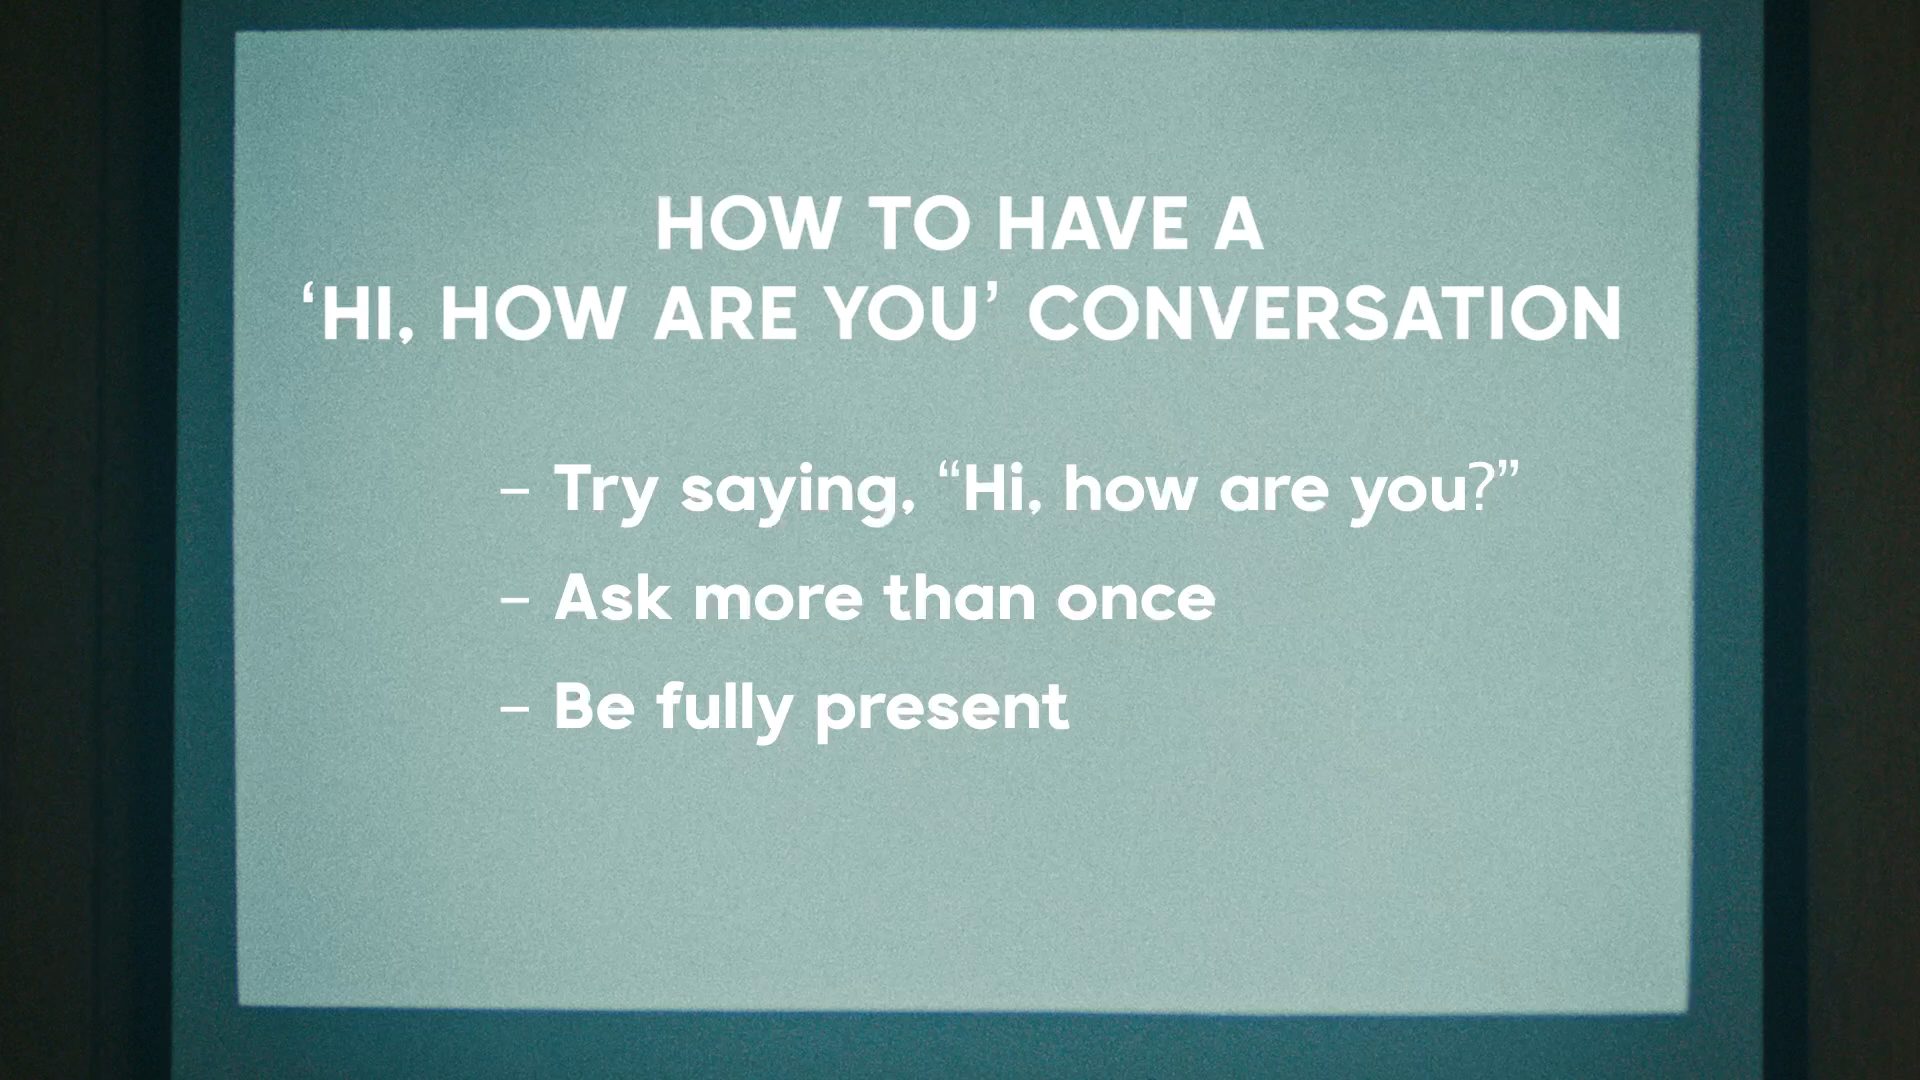 HOW TO HAVE A
‘HI, HOW ARE YOU’ CONVERSATION
– Try saying, “Hi, how are you?”
– Ask more than once
– Be fully present